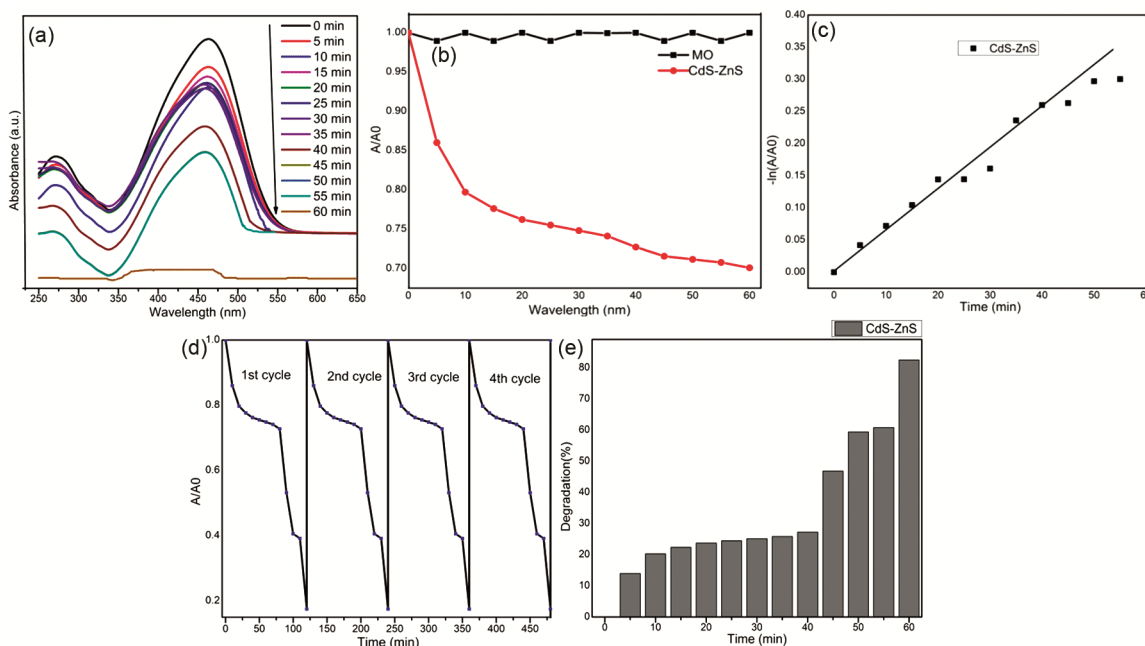 (a)
0 min
5 min
10 min
15 min
20 min
25 min
30 min
35 min
40 min
45 min
50 min
55 min
60 min
Absorbance (a.u.)
250 300 350 400 450 500 550 600 650
Wavelength (nm)
(b)
MO
CdS-ZnS
1.00
0.95
0.90
0.85
0.80
0.75
0.70
A/A0
0 10 20 30 40 50 60
Wavelength (nm)
(c)
CdS-ZnS
-0.40
0.35
0.30
0.25
0.20
0.15
0.10
0.05
0.00
-ln(A/A0)
0 10 20 30 40 50 60
Time (min)
(d)
1st cycle 2nd cycle 3rd cycle 4th cycle
1.0
0.8
0.6
0.4
0.2
A/A0
0 50 100 150 200 250 300 350 400 450
Time (min)
(e)
CdS-ZnS
80
70
60
50
40
30
20
10
0
Degradation(%)
0 10 20 30 40 50 60
Time (min)